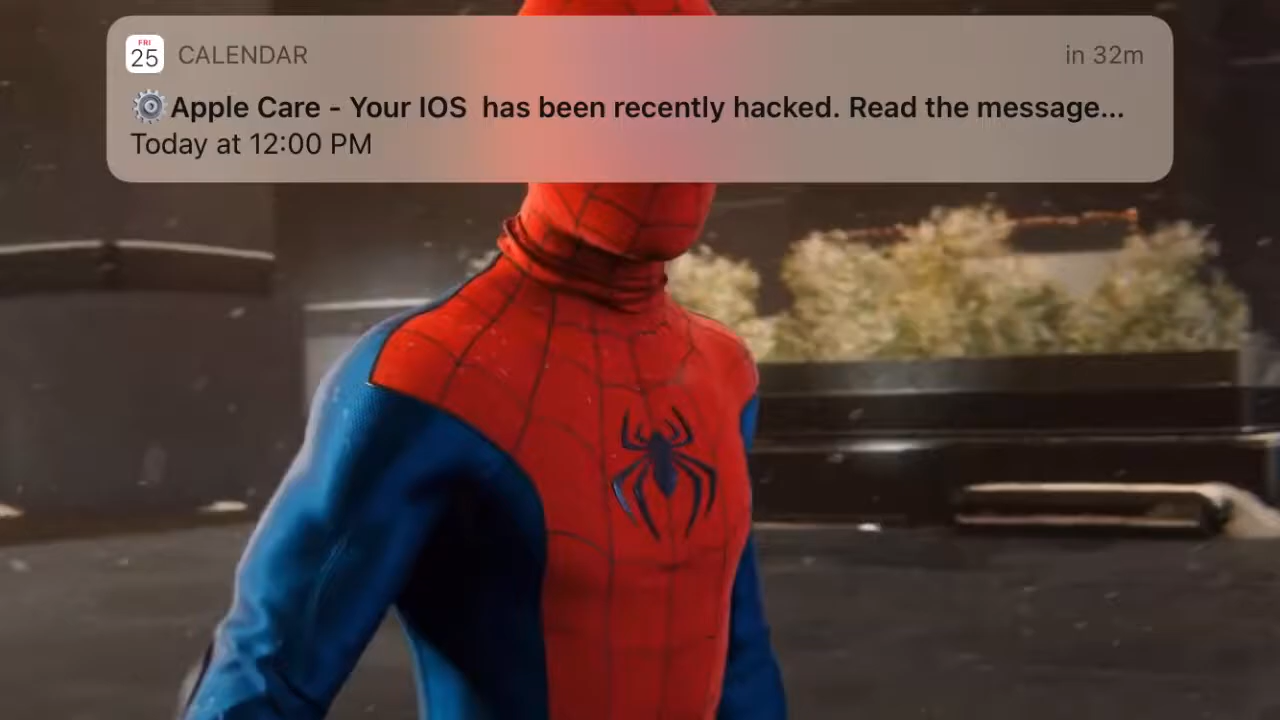 FRI
25
CALENDAR
in 32m
Apple Care - Your IOS  has been recently hacked. Read the message...
Today at 12:00 PM